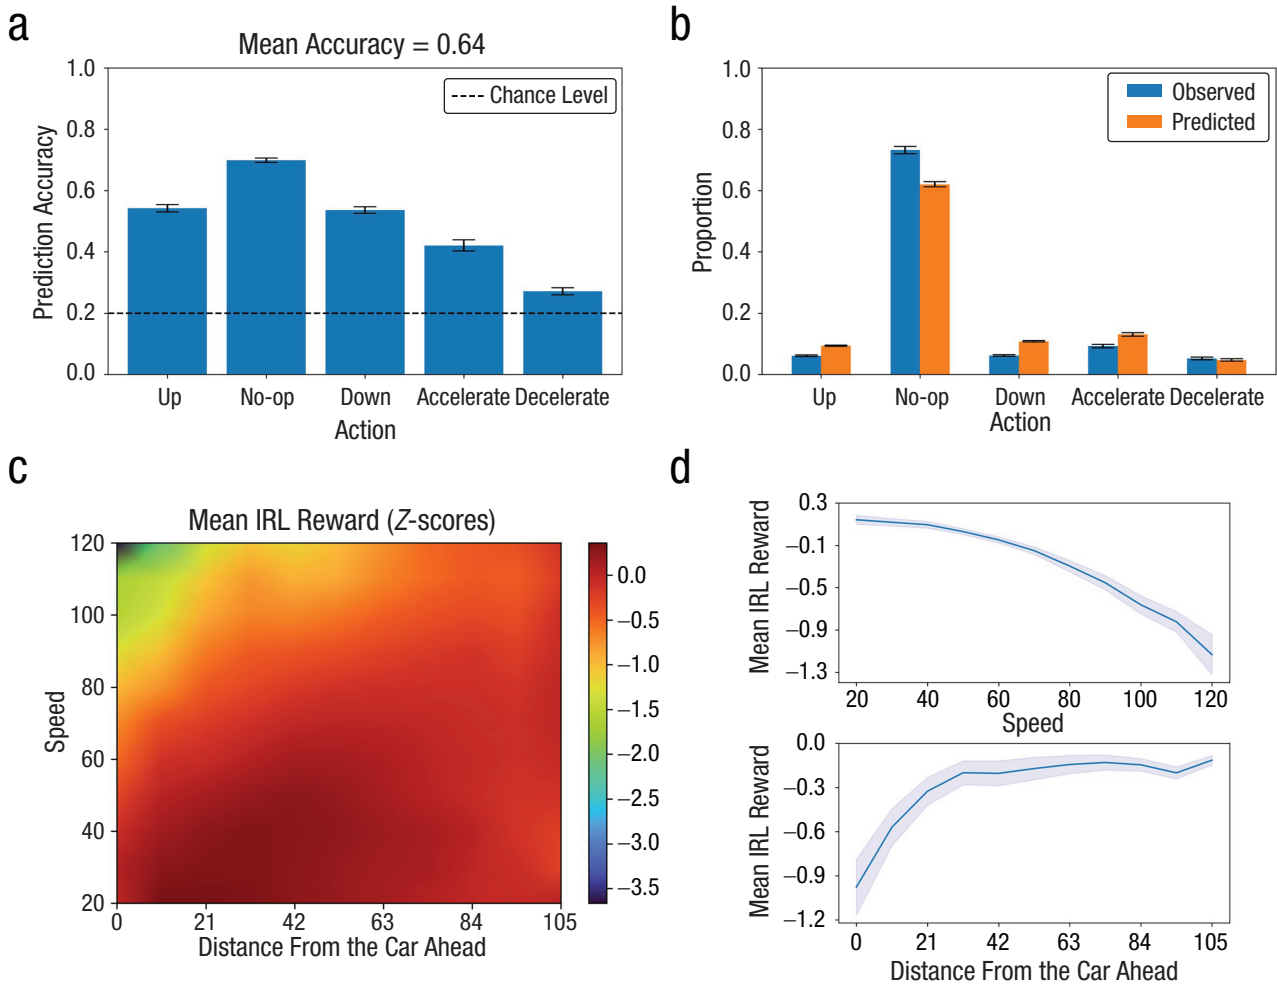 a
Mean Accuracy = 0.64
1.0
0.8
0.6
0.4
0.2
0.0
Prediction Accuracy
Chance Level
Up No-op Down Accelerate Decelerate
Action
b
1.0
0.8
0.6
0.4
0.2
0.0
Proportion
Observed
Predicted
Up No-op Down Accelerate Decelerate
Action
c
Mean IRL Reward (Z-scores)
120
100
80
60
40
20
Speed
0 21 42 63 84 105
Distance From the Car Ahead
0.0
−0.5
−1.0
−1.5
−2.0
−2.5
−3.0
−3.5
d
0.3
−0.1
−0.5
−0.9
−1.3
Mean IRL Reward
20 40 60 80 100 120
Speed
0.0
−0.3
−0.6
−0.9
−1.2
Mean IRL Reward
0 21 42 63 84 105
Distance From the Car Ahead